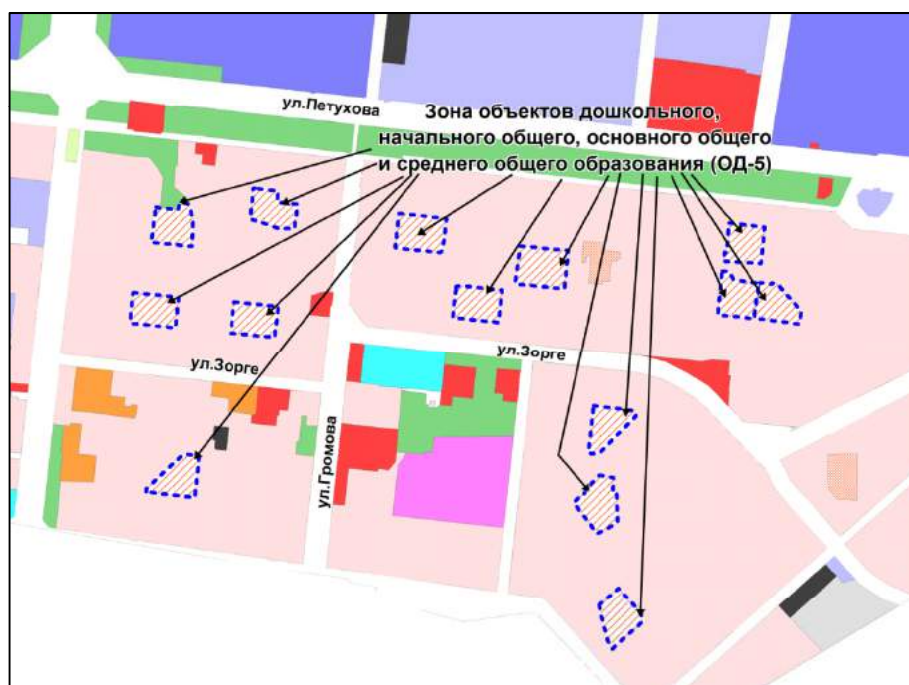 ул.Петухова
Зона объектов дошкольного,
начального общего, основного общего
и среднего общего образования (ОД-5)
ул.Зорге
ул.Зорге
ул.Громова